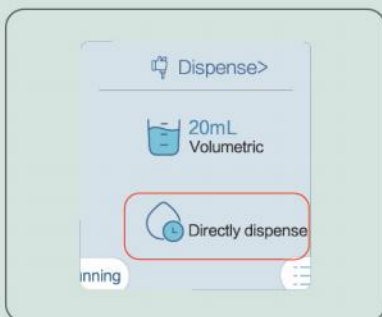 Dispense>
20mL
Volumetric
Directly dispense
nning